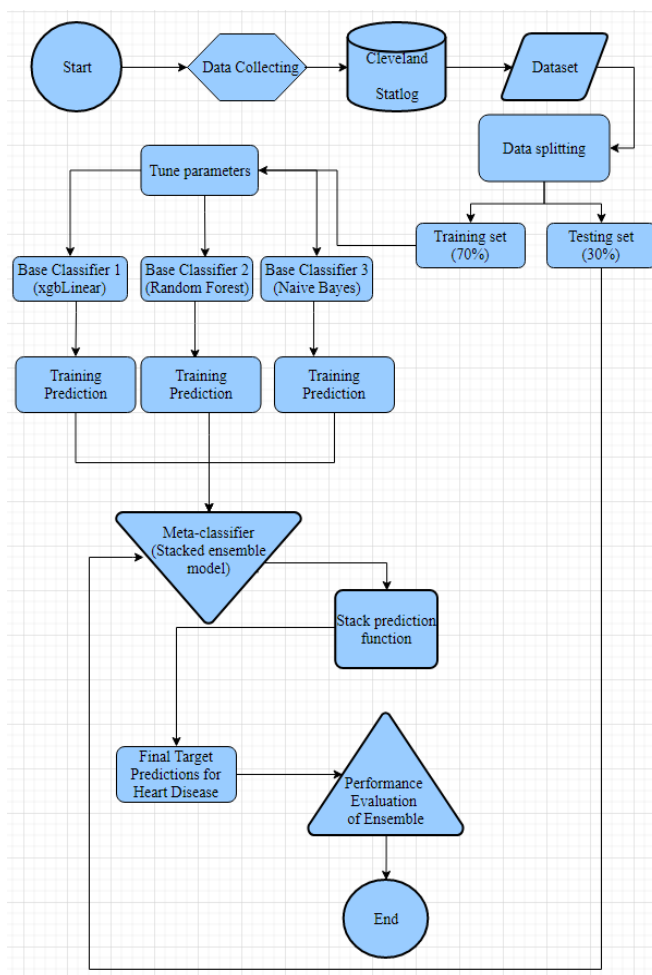 Start
Data Collecting
Cleveland
Statlog
Dataset
Data splitting
Tune parameters
Training set
(70%)
Testing set
(30%)
Base Classifier 1
(xgbLinear)
Base Classifier 2
(Random Forest)
Base Classifier 3
(Naive Bayes)
Training
Prediction
Training
Prediction
Training
Prediction
Meta-classifier
(Stacked ensemble
model)
Stack prediction
function
Final Target
Predictions for
Heart Disease
Performance
Evaluation
of Ensemble
End